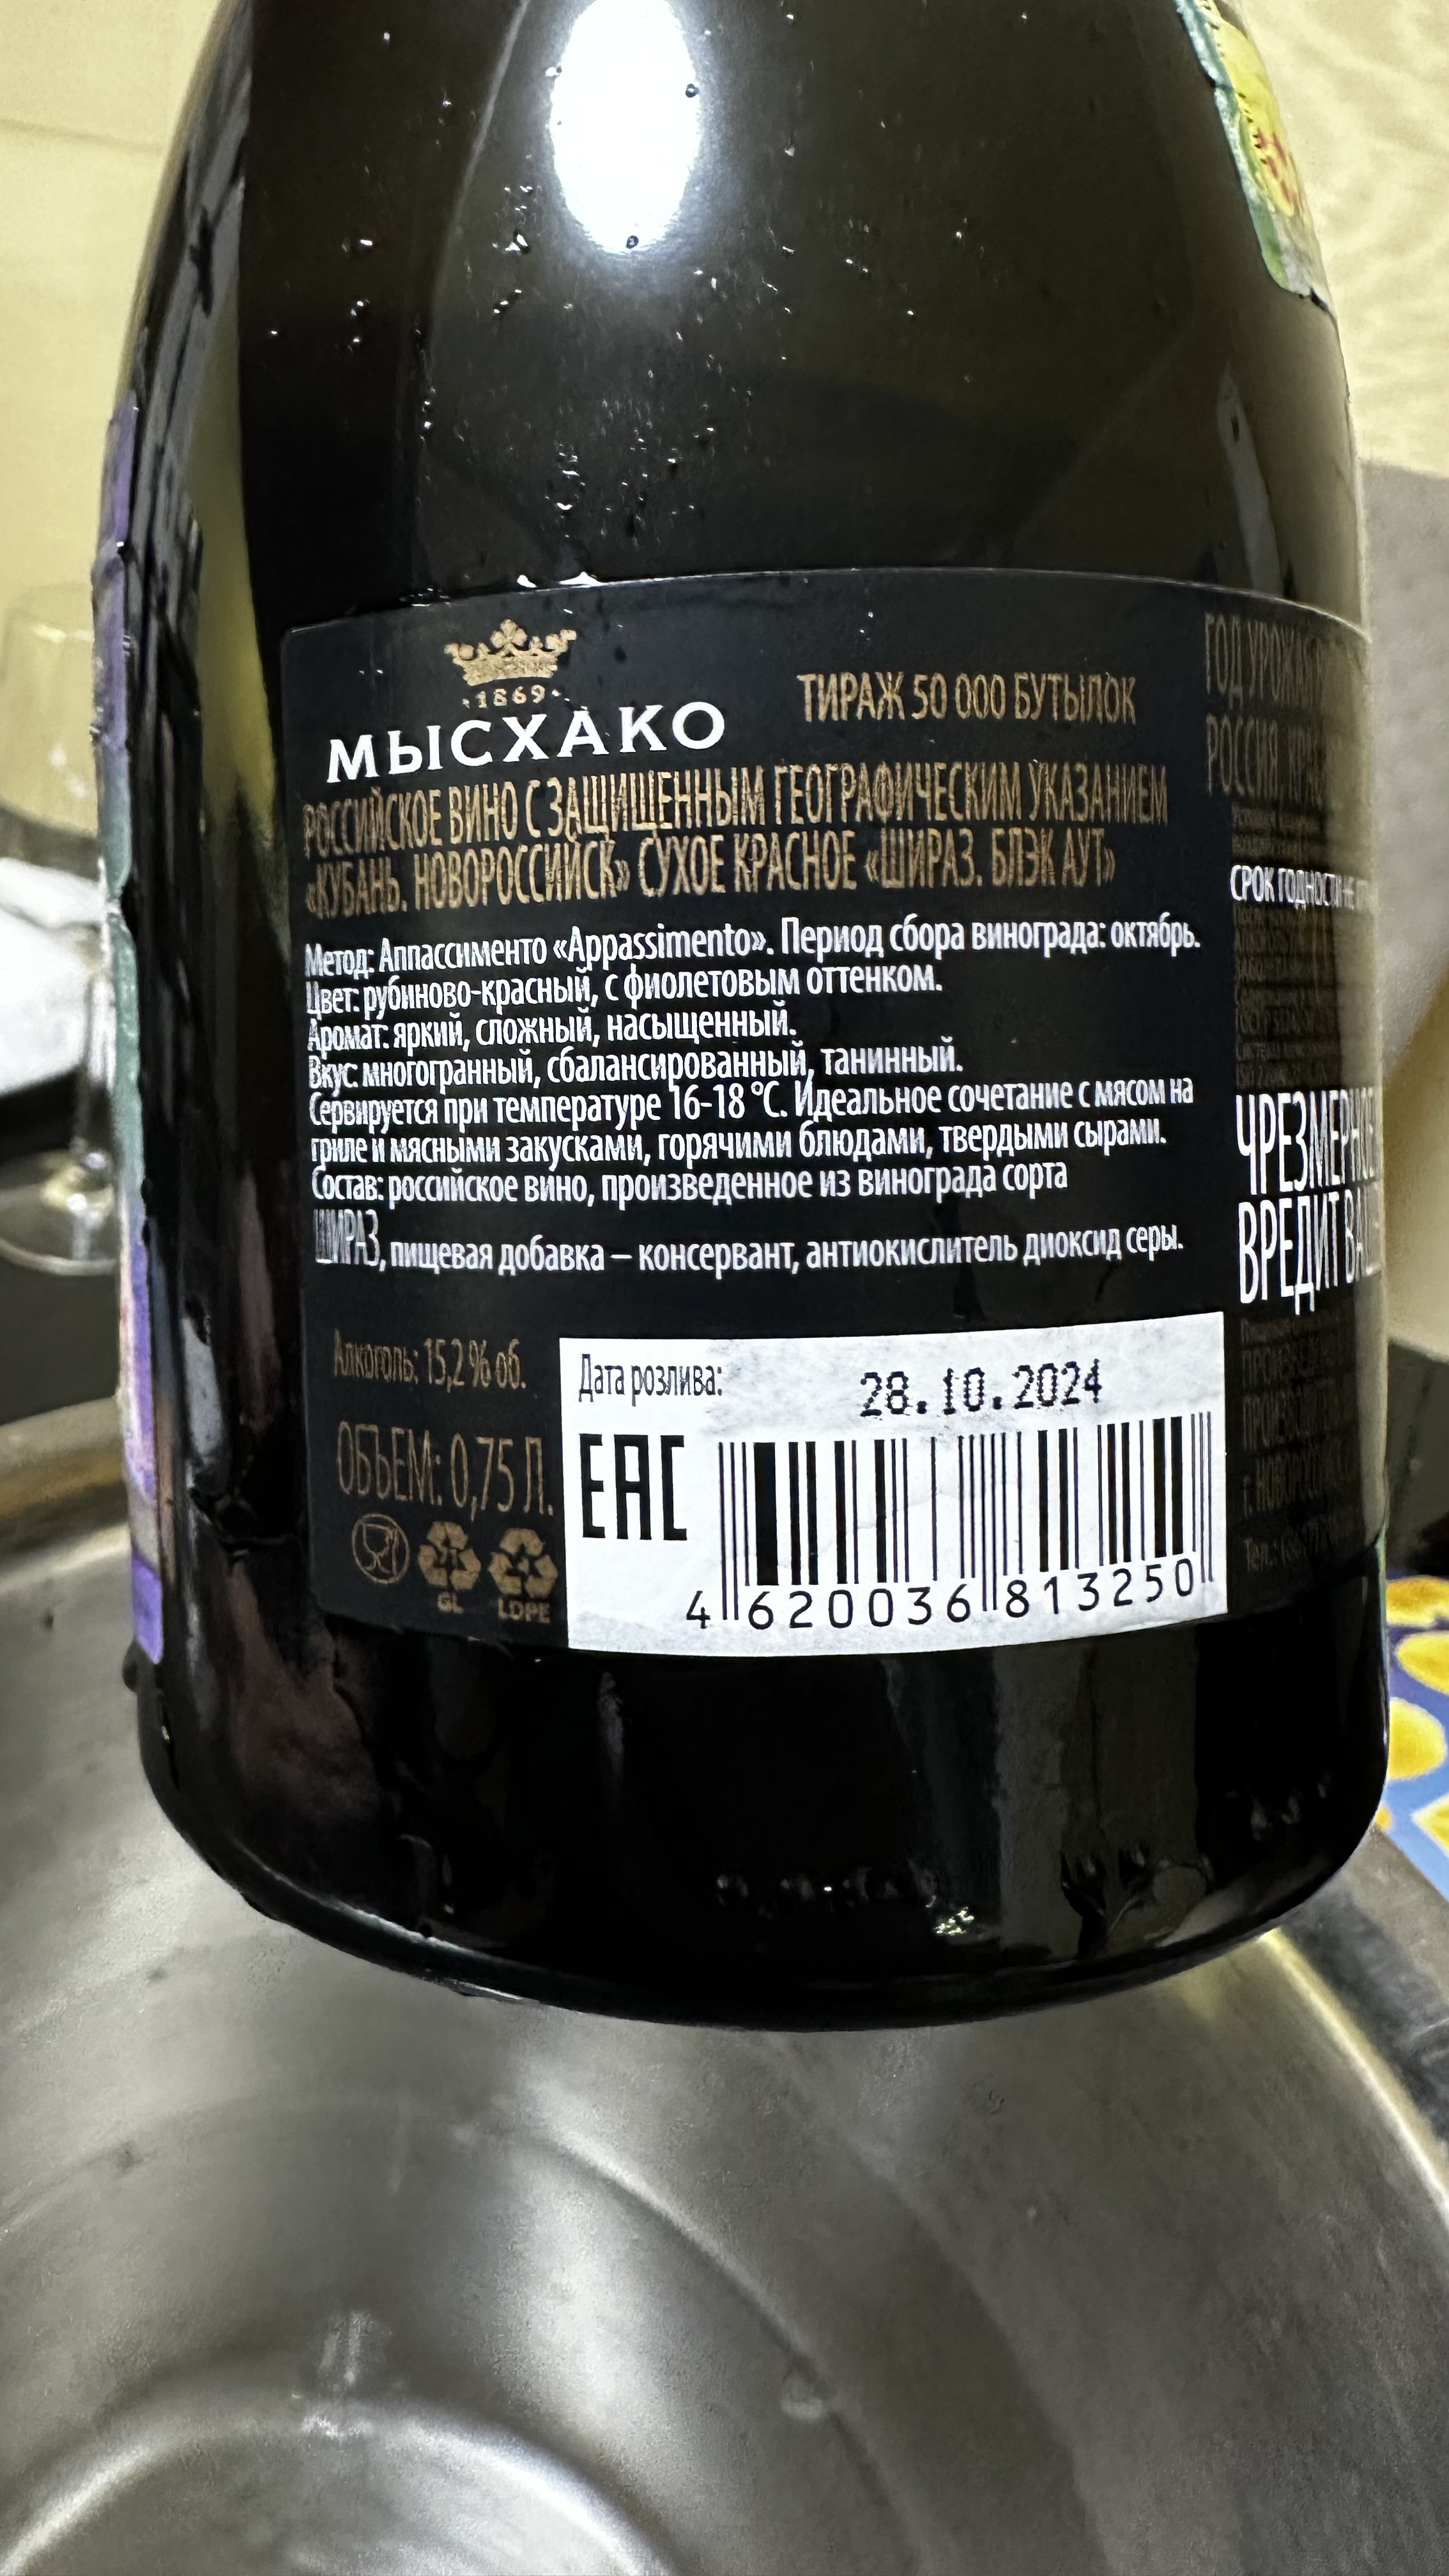 ·1869·
МЫСХАКО
ТИРАЖ 50 000 БУТЫЛОК
РОССИЙСКОЕ ВИНО С ЗАЩИЩЕННЫМ ГЕОГРАФИЧЕСКИМ УКАЗАНИЕМ
«КУБАНЬ. НОВОРОССИЙСК» СУХОЕ КРАСНОЕ «ШИРАЗ. БЛЭК АУТ»
Метод: Аппассименто «Appassimento». Период сбора винограда: октябрь.
Цвет: рубиново-красный, с фиолетовым оттенком.
Аромат: яркий, сложный, насыщенный.
Вкус: многогранный, сбалансированный, танинный.
Сервируется при температуре 16-18 °C. Идеальное сочетание с мясом на
гриле и мясными закусками, горячими блюдами, твердыми сырами.
Состав: российское вино, произведенное из винограда сорта
ШИРАЗ, пищевая добавка – консервант, антиокислитель диоксид серы.
Алкоголь: 15,2 % об.
ОБЪЕМ: 0,75 Л.
GL LDPE
Дата розлива: 28.10.2024
EAC
4 620036 813250
ГОД
СРОК ГОДНОСТИ НЕ
ВРЕДИТ
Тел.: